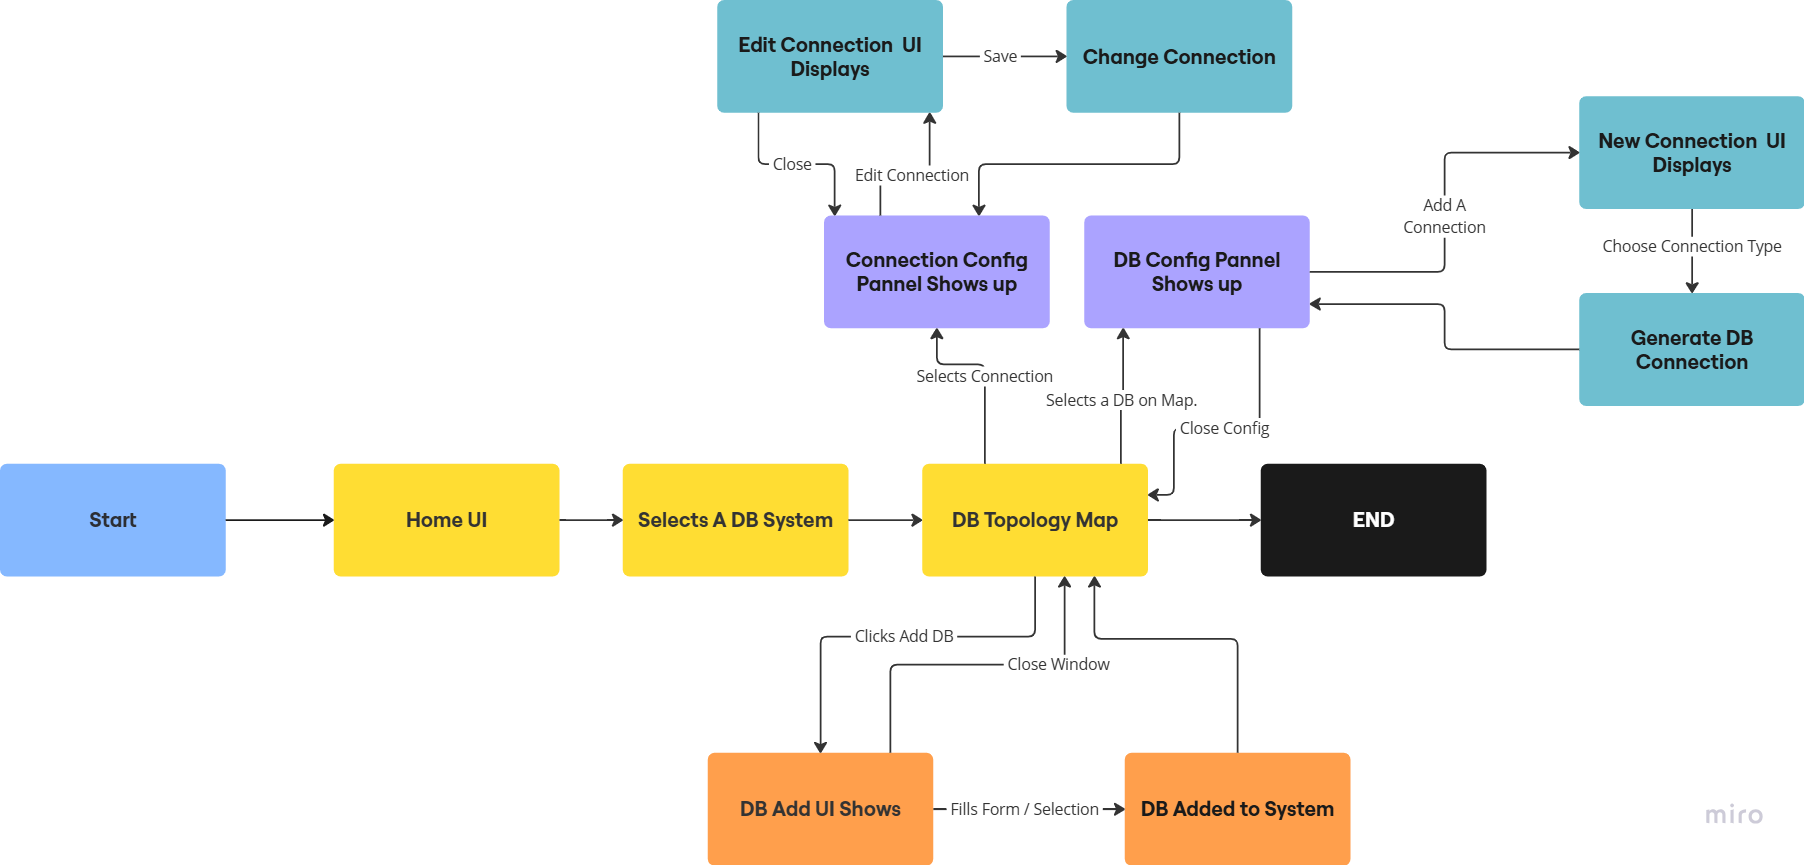 Edit Connection  UI
Displays
Save
Change Connection
Close
Edit Connection
New Connection  UI
Displays
Add A
Connection
Choose Connection Type
Connection Config
Pannel Shows up
DB Config Pannel
Shows up
Generate DB
Connection
Selects Connection
Selects a DB on Map.
Close Config
Start
Home UI
Selects A DB System
DB Topology Map
END
Clicks Add DB
Close Window
DB Add UI Shows
Fills Form / Selection
DB Added to System
miro